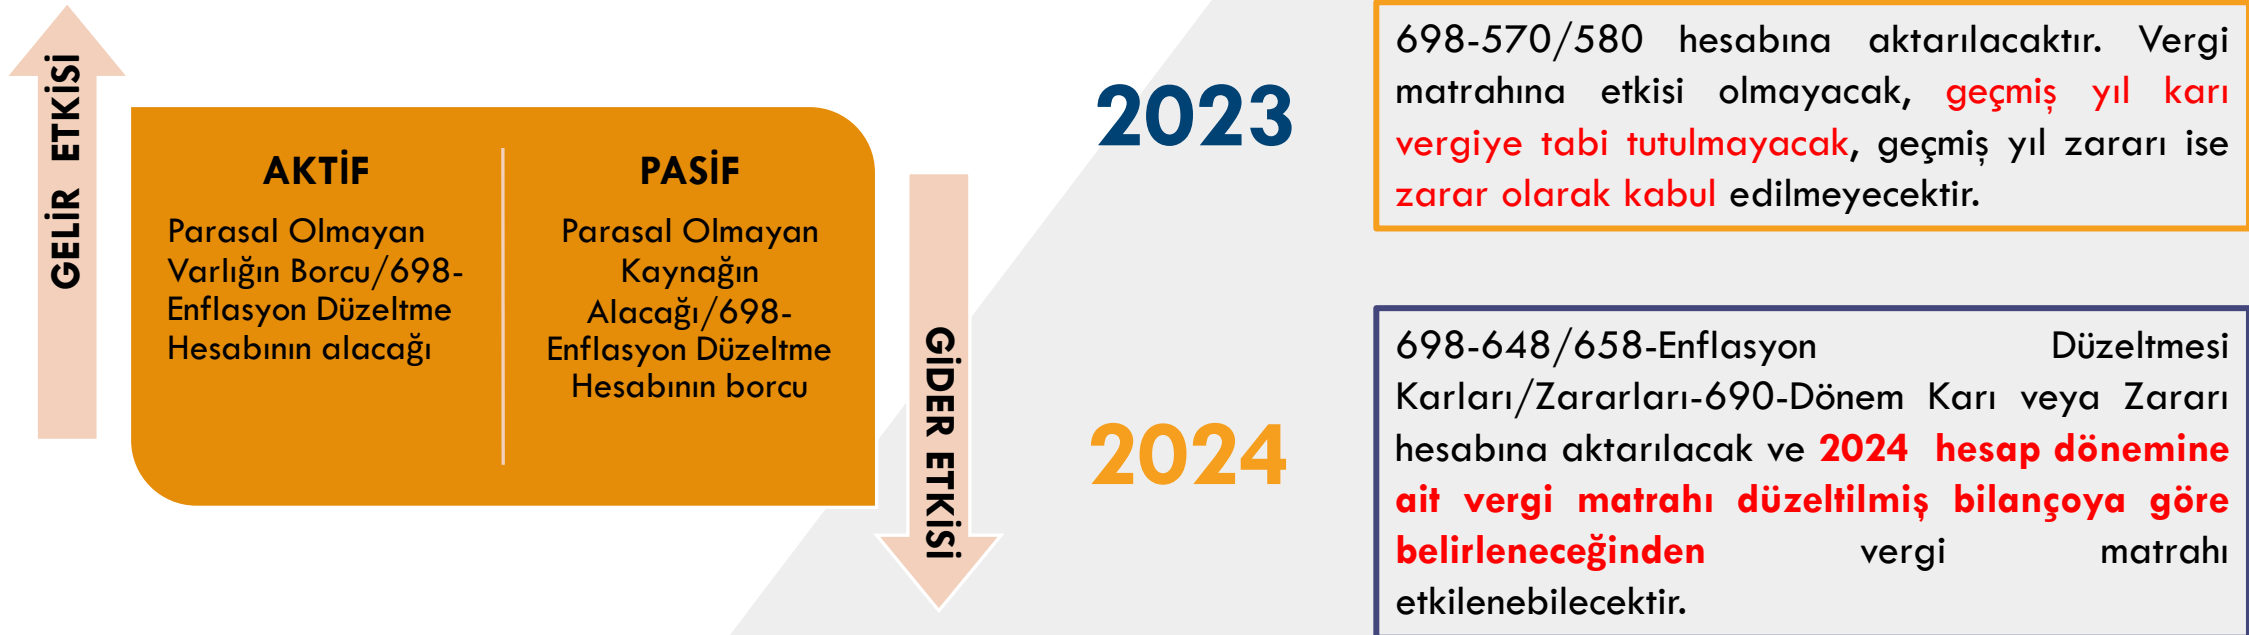 GELİR ETKİSİ
AKTİF
Parasal Olmayan
Varlığın Borcu/698-
Enflasyon Düzeltme
Hesabının alacağı
PASİF
Parasal Olmayan
Kaynağın
Alacağı/698-
Enflasyon Düzeltme
Hesabının borcu
GİDER ETKİSİ
2023
698-570/580 hesabına aktarılacaktır. Vergi
matrahına etkisi olmayacak, geçmiş yıl karı
vergiye tabi tutulmayacak, geçmiş yıl zararı ise
zarar olarak kabul edilmeyecektir.
2024
698-648/658-Enflasyon Düzeltmesi
Karları/Zararları-690-Dönem Karı veya Zararı
hesabına aktarılacak ve 2024 hesap dönemine
ait vergi matrahı düzeltilmiş bilançoya göre
belirleneceğinden vergi matrahı
etkilenebilecektir.